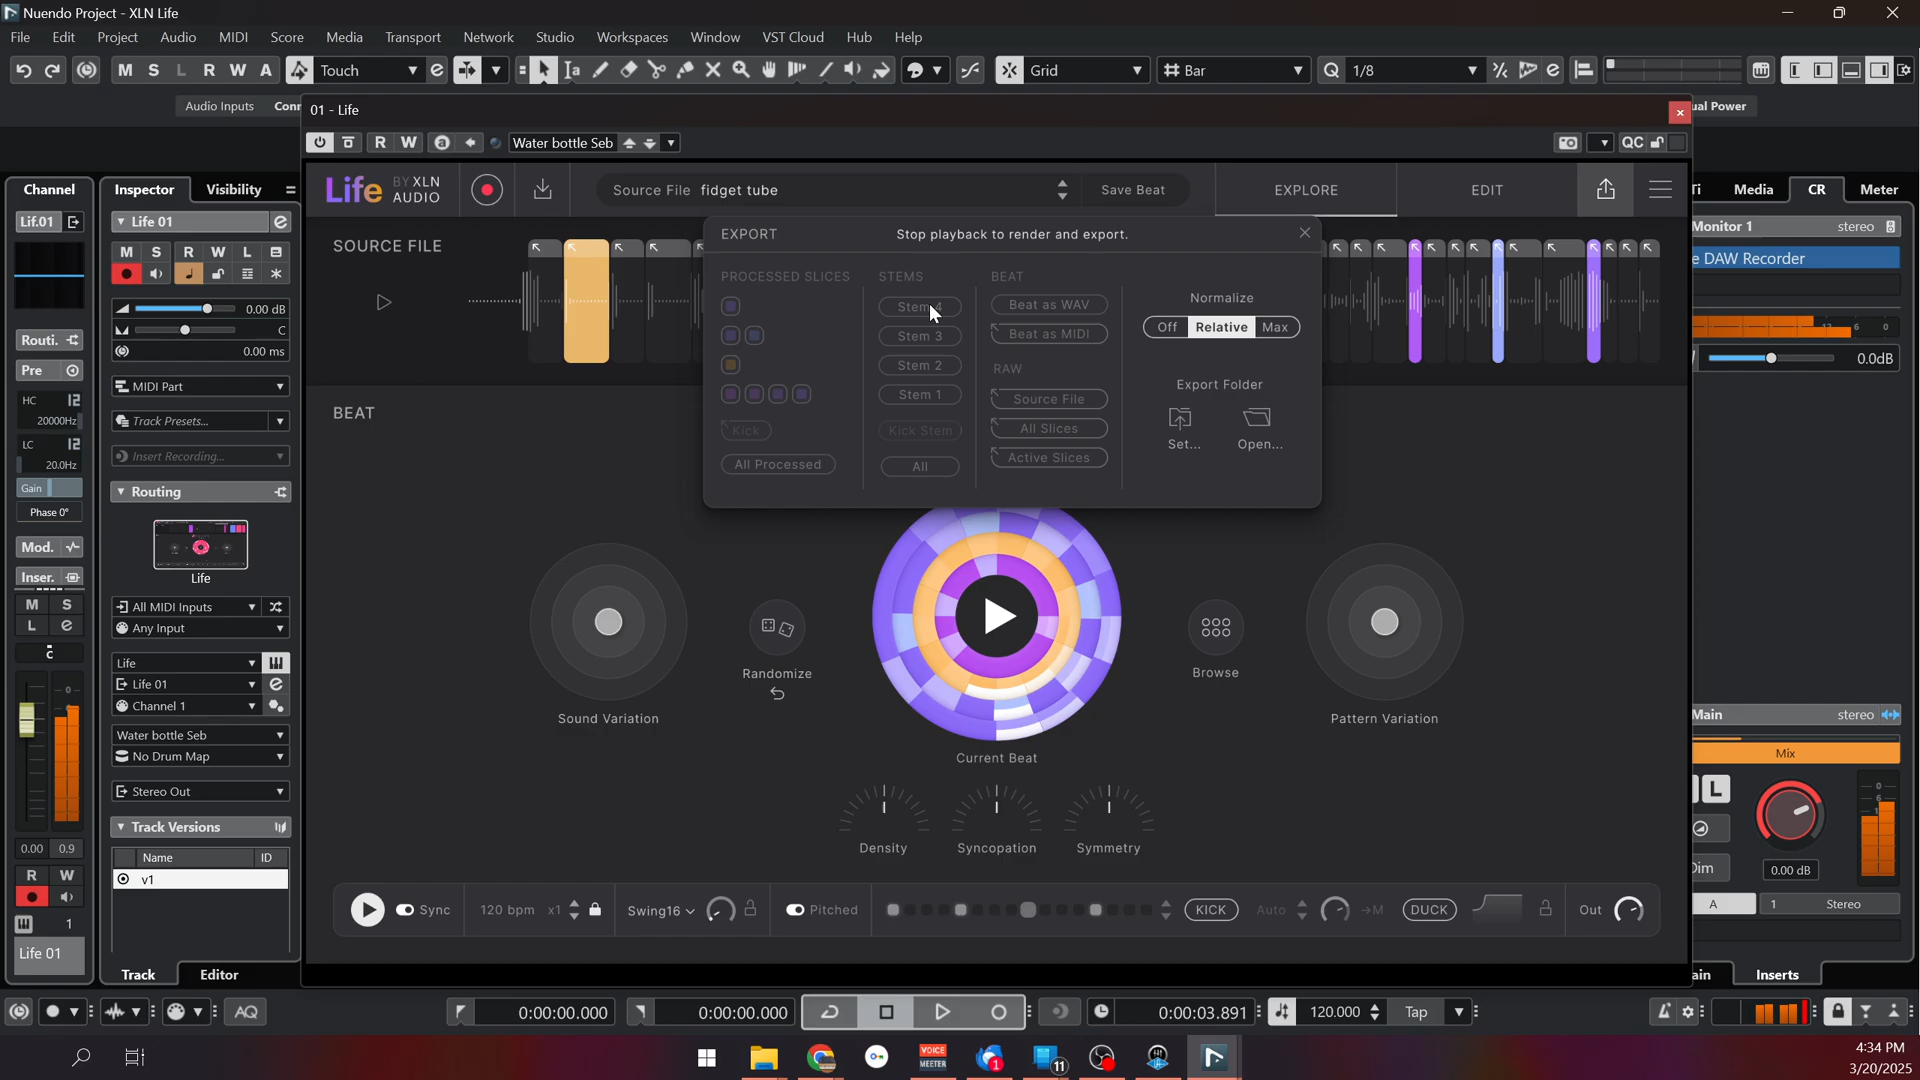 Nuendo Project - XLN Life
File Edit Project Audio MIDI Score Media Transport Network Studio Workspaces Window VST Cloud Hub Help
M S L R W A Touch Grid Bar Q 1/8
Audio Inputs
01 - Life
R W Water bottle Seb QC
Channel Inspector Visibility
Life BY XLN AUDIO Source File fidget tube Save Beat EXPLORE EDIT
Media CR Meter
Lif.01 Life 01
Monitor 1 stereo
EXPORT Stop playback to render and export.
M S R W L
SOURCE FILE
e DAW Recorder
PROCESSED SLICES STEMS BEAT
Normalize
Stem 4 Beat as WAV
0.00 dB
C
Off Relative Max
Stem 3 Beat as MIDI
Routi.
0.00 ms
0.0dB
Stem 2 RAW
Pre
MIDI Part
Export Folder
Stem 1 Source File
HC 20000Hz
Track Presets...
BEAT
Kick Kick Stem All Slices
Set... Open...
LC 20.0Hz
Insert Recording...
All Processed All Active Slices
Gain
Routing
Phase 0°
Mod.
Inser.
Life
M S
L e
All MIDI Inputs
Any Input
C
Life
Life 01
Channel 1
Water bottle Seb
No Drum Map
Stereo Out
Randomize
Browse
Sound Variation
Pattern Variation
Current Beat
Main stereo
Mix
L
Dim 0.00 dB
Density Syncopation Symmetry
Track Versions
0.00 0.9
Name ID
v1
R W
1
Life 01
Sync 120 bpm x1 Swing16 Pitched KICK Auto →M DUCK Out
A 1 Stereo
Track Editor
Inserts
AQ 0:00:00.000 0:00:00.000 0:00:03.891 120.000 Tap
VOICE MEETER
1
11
4:34 PM
3/20/2025